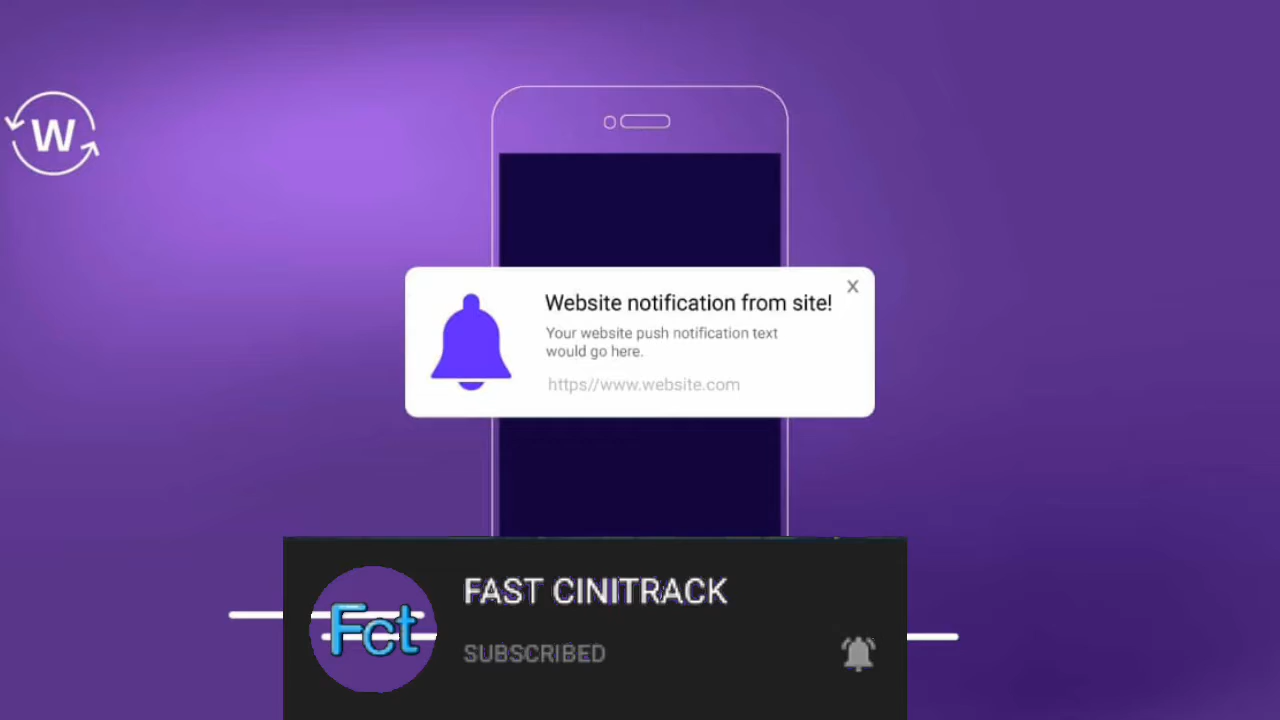 W
Website notification from site!
X
Your website push notification text
would go here.
https//www.website.com
FAST CINITRACK
Fct
SUBSCRIBED